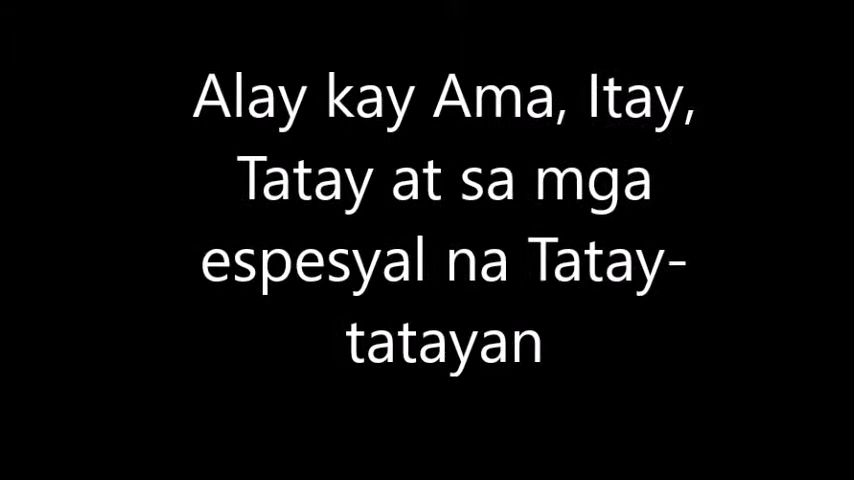 Alay kay Ama, Itay,
Tatay at sa mga
espesyal na Tatay-
tatayan